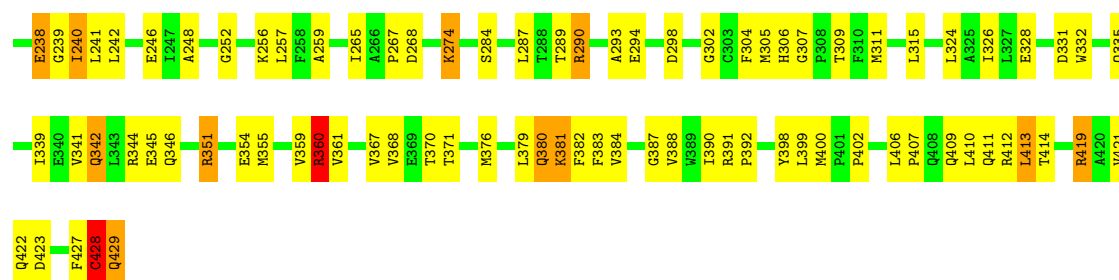 E238 G239 I240 L241 L242 E246 I247 A248 G252 K256 L257 F258 A259 I265 A266 P267 D268 K274 S284 L287 T288 T289 R290 A293 E294 D298 G302 C303 F304 M305 H306 G307 P308 T309 F310 M311 L315 L324 A325 I326 L327 E328 D331 W332 Q335
I339 E340 V341 Q342 L343 R344 E345 Q346 R351 E354 M355 V359 R360 V361 V367 V368 E369 T370 T371 M376 L379 Q380 K381 F382 F383 V384 G387 V388 W389 I390 R391 P392 Y398 L399 M400 P401 P402 L406 P407 Q408 Q409 L410 Q411 R412 L413 T414 R419 A420 V421
Q422 D423 F427 C428 Q429